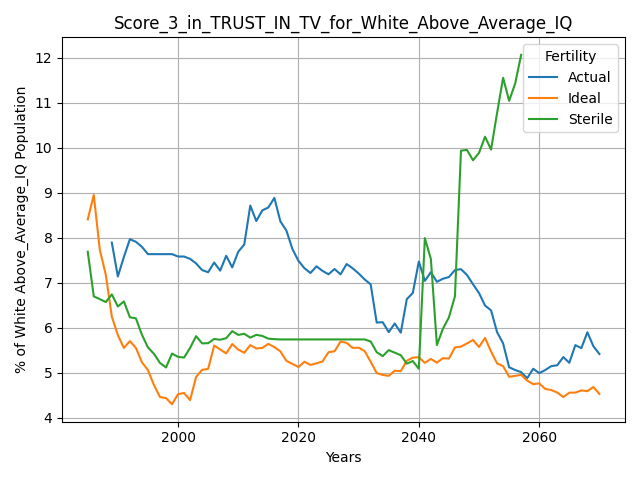 Score_3_in_TRUST_IN_TV_for_White_Above_Average_IQ
% of White Above_Average_IQ Population
12
11
10
9
8
7
6
5
4
Fertility
Actual
Ideal
Sterile
2000
2020
2040
2060
Years